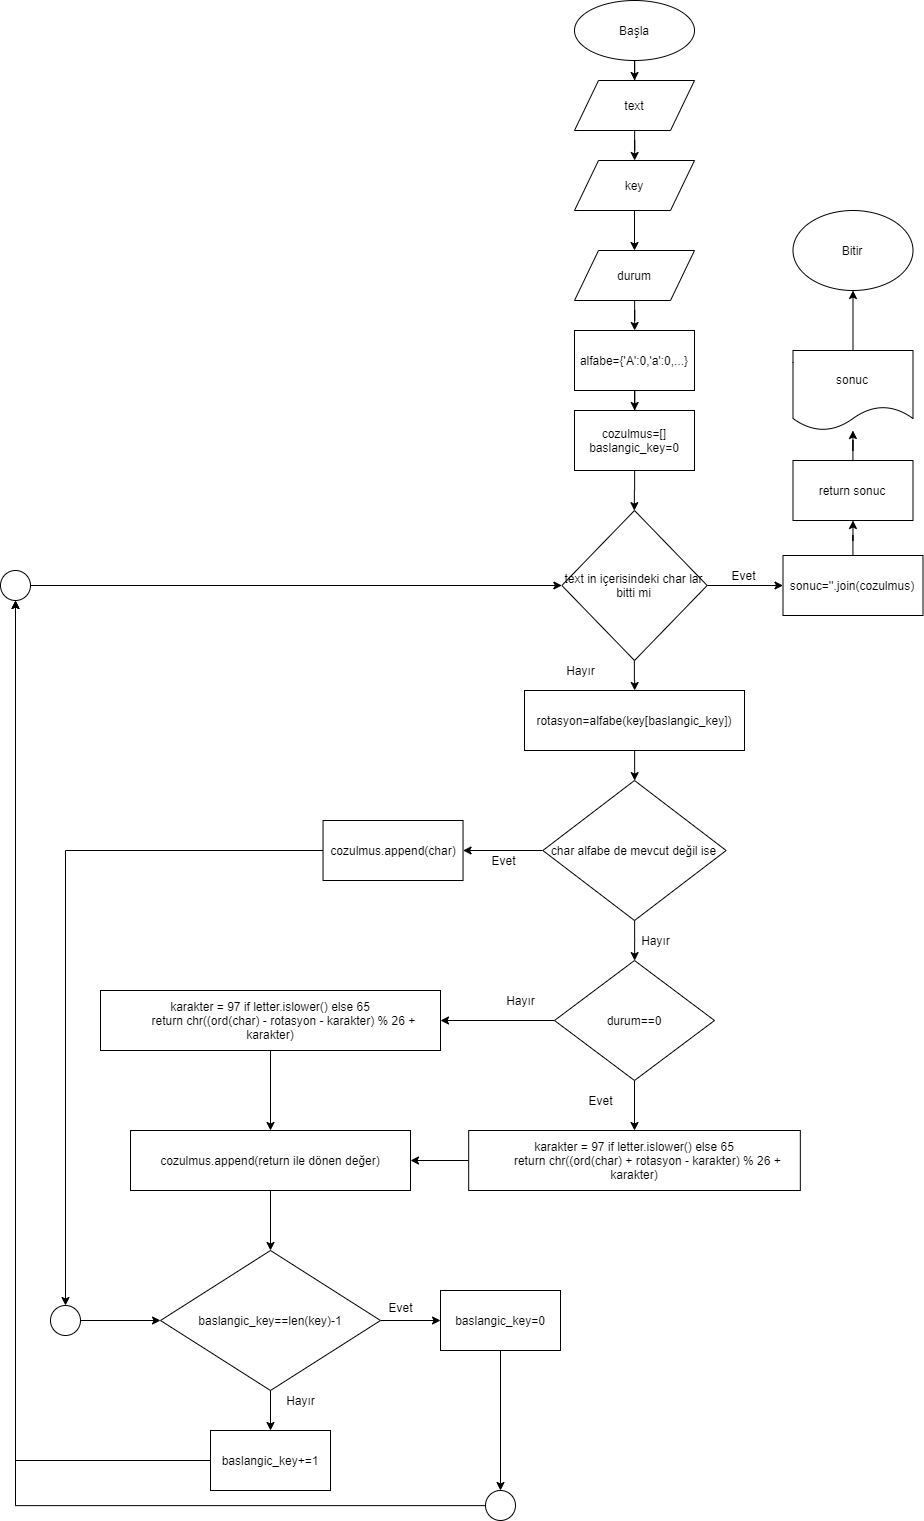 Başla
text
key
durum
alfabe={'A':0,'a':0,...}
cozulmus=[]
baslangic_key=0
text in içerisindeki char lar
bitti mi
Evet
sonuc=''.join(cozulmus)
return sonuc
sonuc
Bitir
Hayır
rotasyon=alfabe(key[baslangic_key])
char alfabe de mevcut değil ise
Evet
cozulmus.append(char)
Hayır
durum==0
Hayır
karakter = 97 if letter.islower() else 65
return chr((ord(char) - rotasyon - karakter) % 26 +
karakter)
Evet
karakter = 97 if letter.islower() else 65
return chr((ord(char) + rotasyon - karakter) % 26 +
karakter)
cozulmus.append(return ile dönen değer)
baslangic_key==len(key)-1
Evet
baslangic_key=0
Hayır
baslangic_key+=1